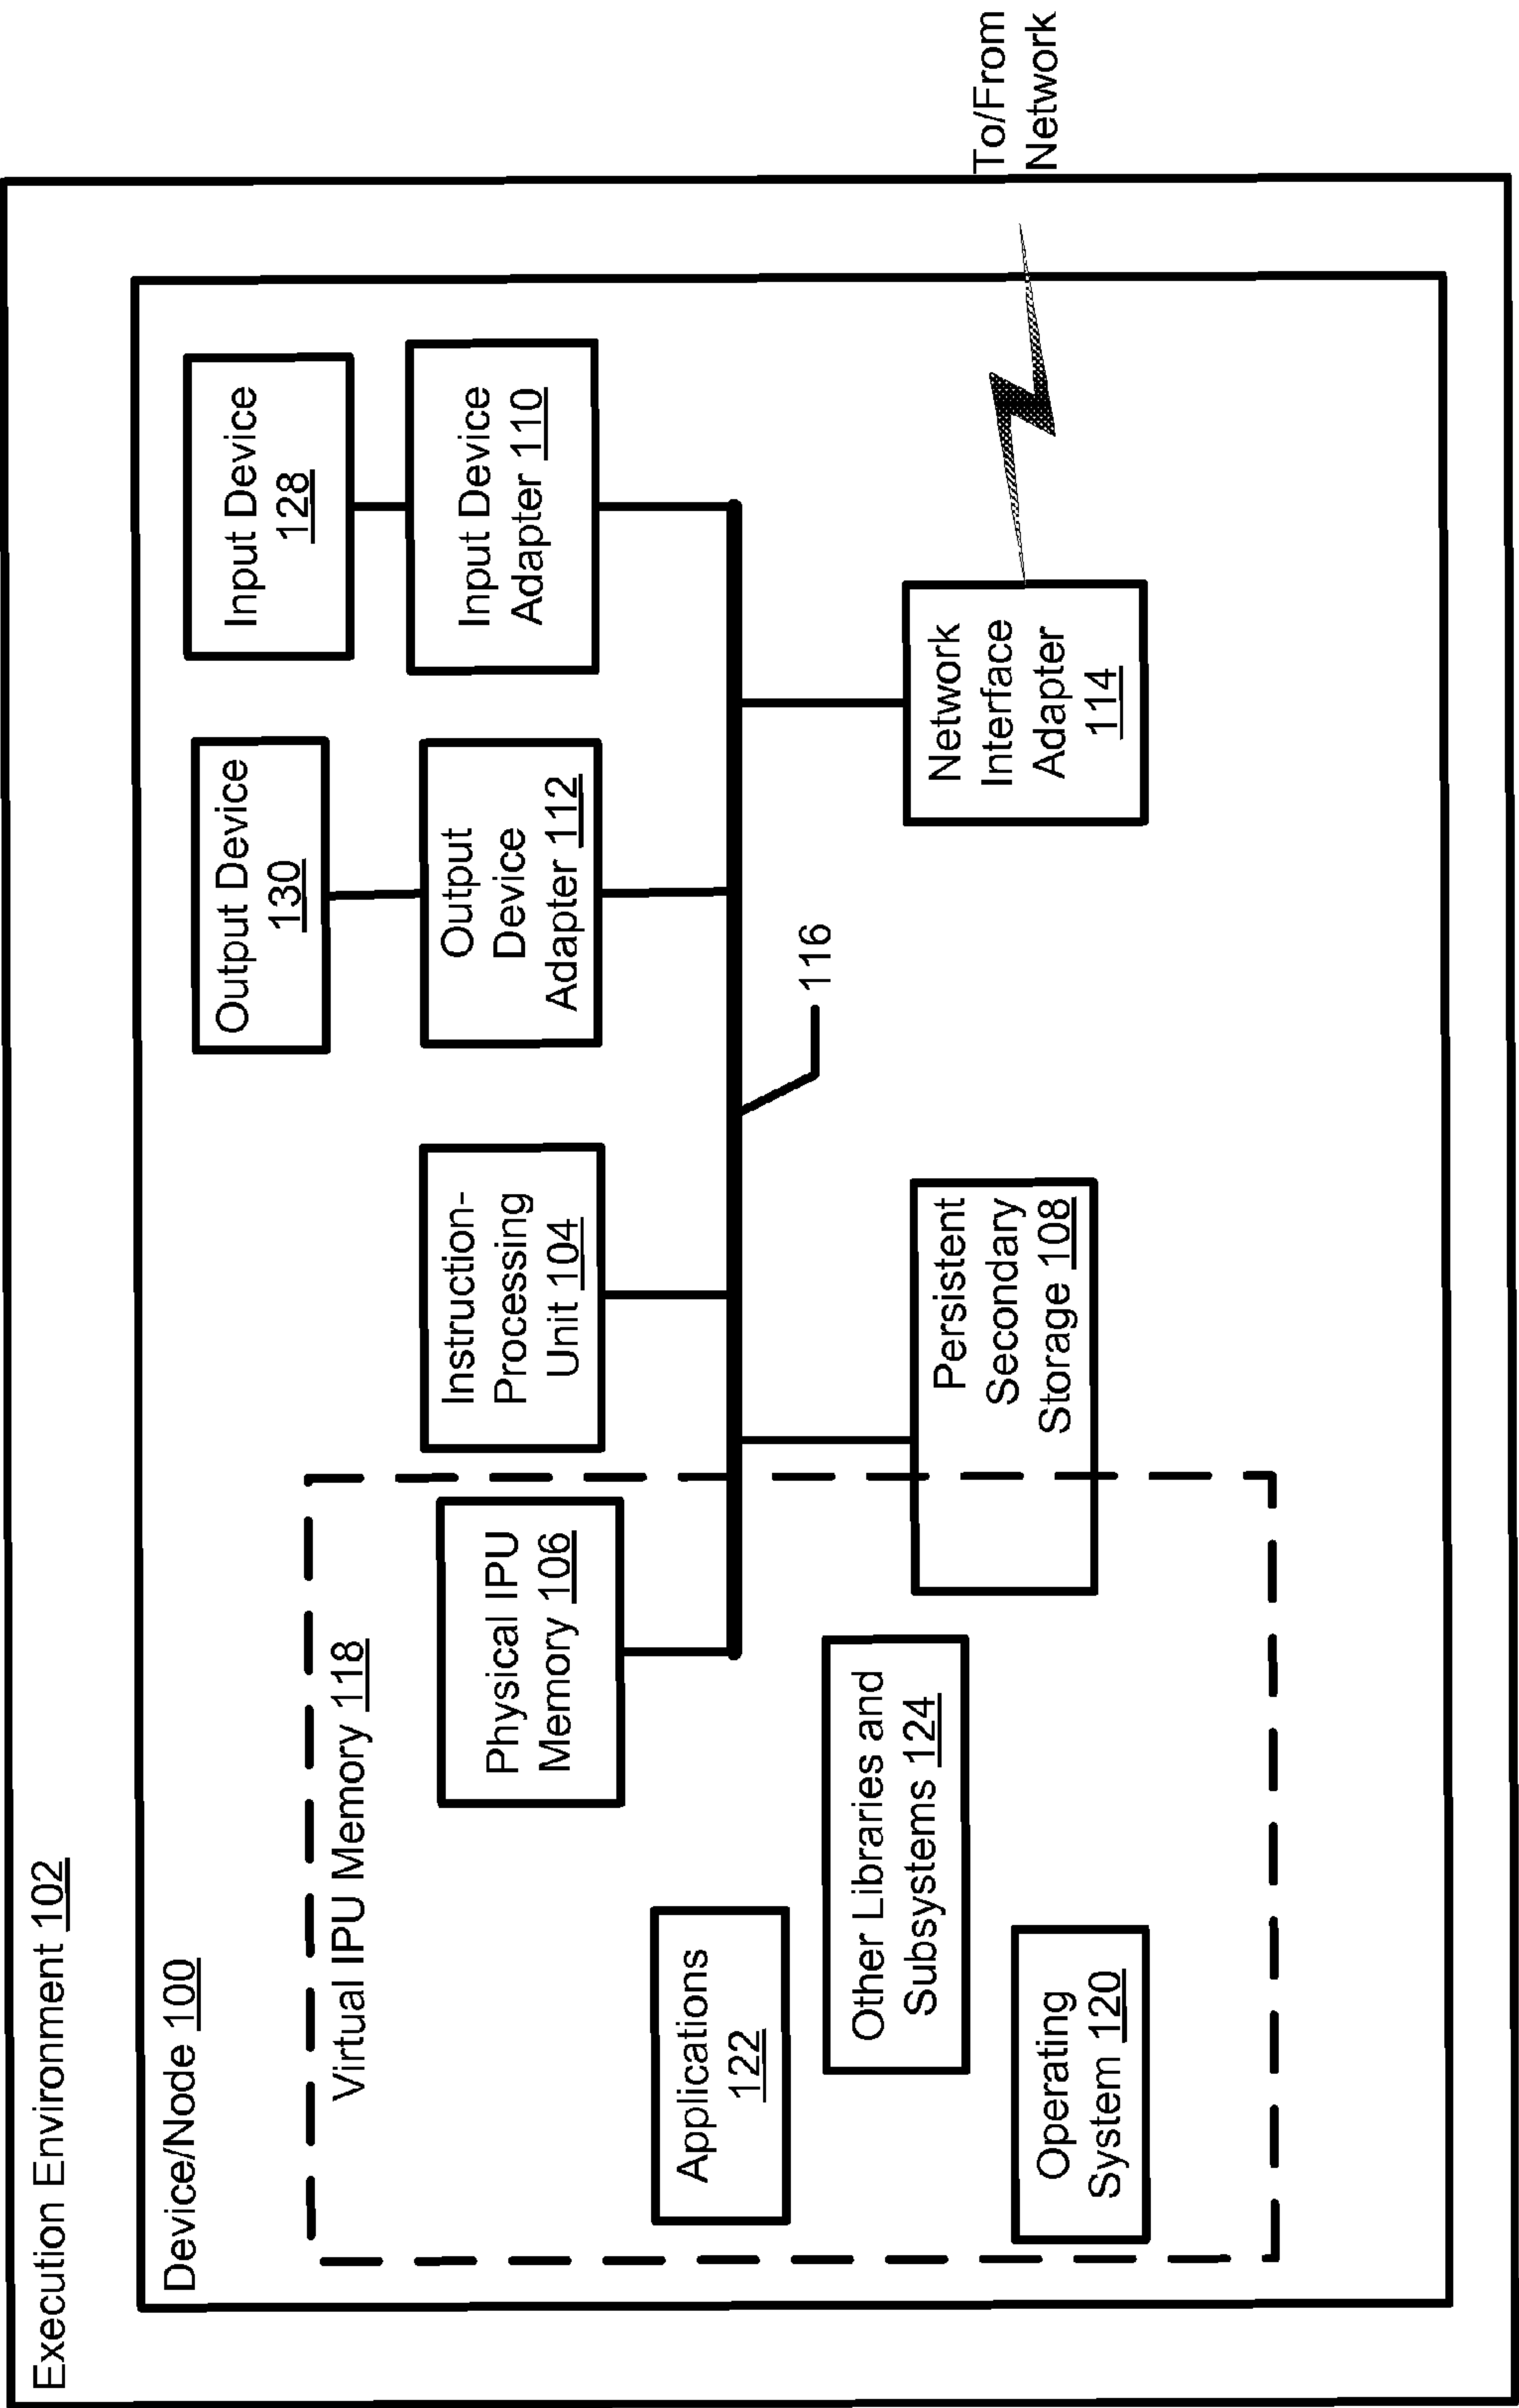 Execution Environment 102
Device/Node 100
Virtual IPU Memory 118
Physical IPU
Memory 106
Instruction-
Processing
Unit 104
Output Device
130
Output
Device
Adapter 112
Input Device
128
Input Device
Adapter 110
116
Applications
122
Other Libraries and
Subsystems 124
Operating
System 120
Persistent
Secondary
Storage 108
Network
Interface
Adapter
114
To/From
Network